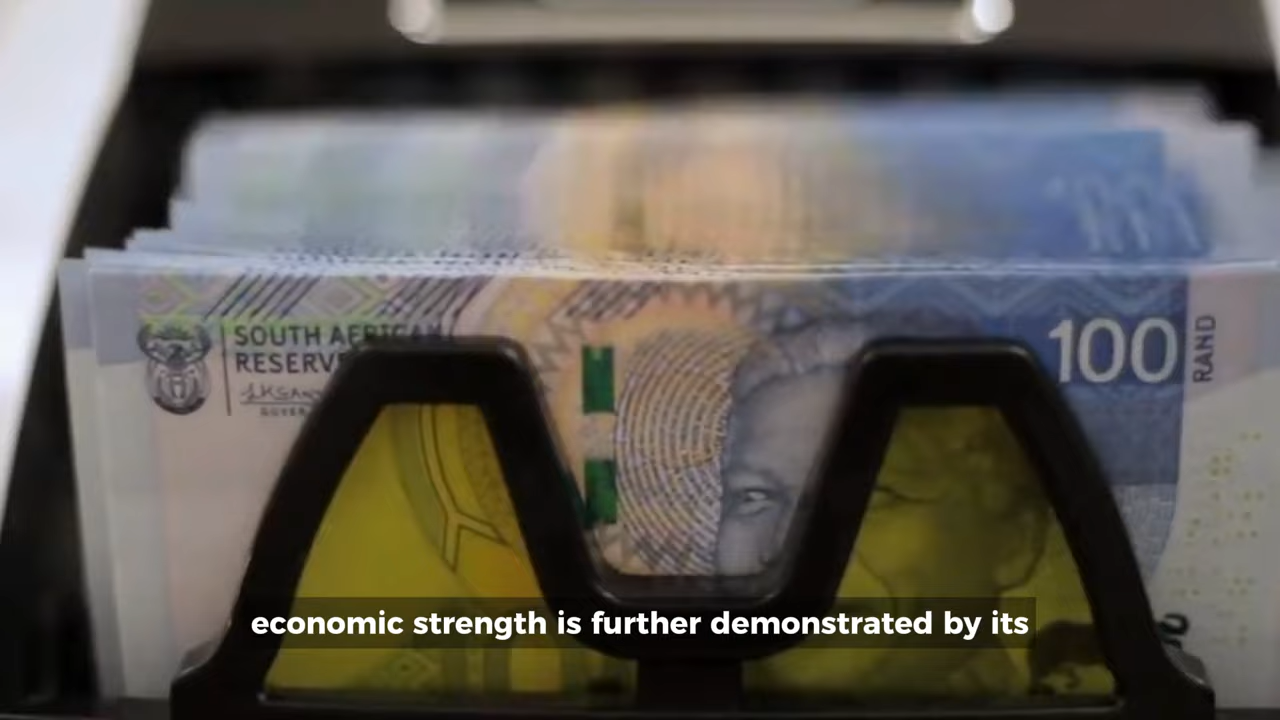 SOUTH AFRICAN
RESERVE
100
RAND
economic strength is further demonstrated by its